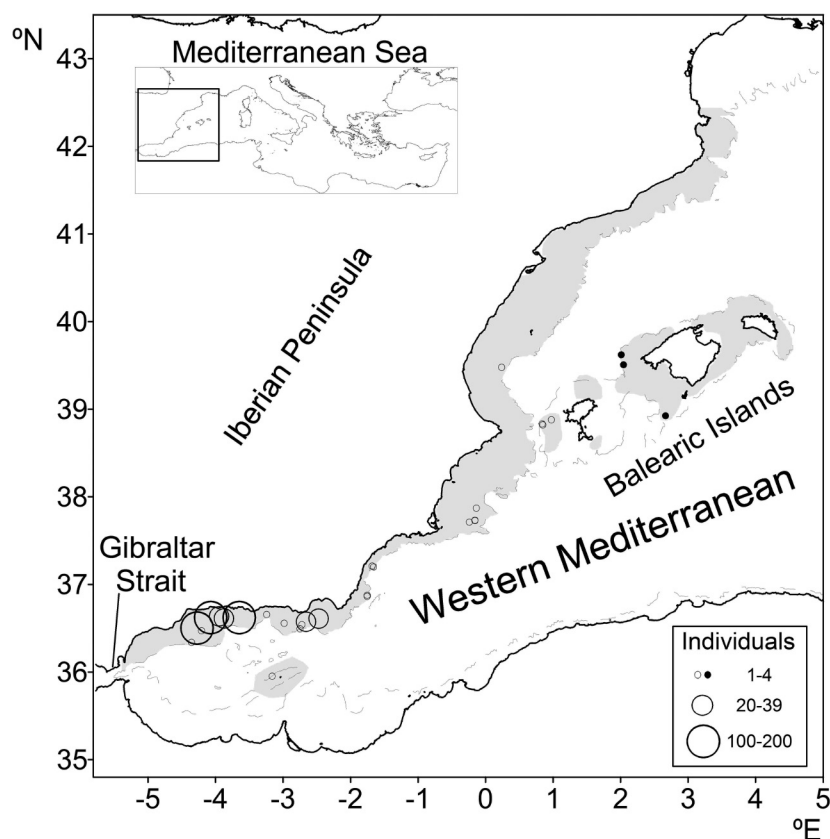 ºN
43
42
41
40
39
38
37
36
35
Mediterranean Sea
Iberian Peninsula
Balearic Islands
Western Mediterranean
Gibraltar
Strait
Individuals
1-4
20-39
100-200
-5 -4 -3 -2 -1 0 1 2 3 4 5
ºE